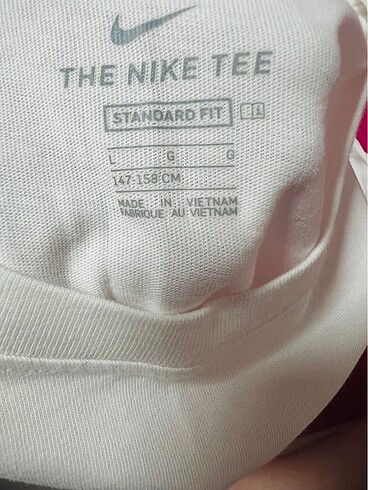 THE NIKE TEE
STANDARD FIT
L G G
147-158 CM
MADE IN VIETNAM
FABRIQUE AU VIETNAM